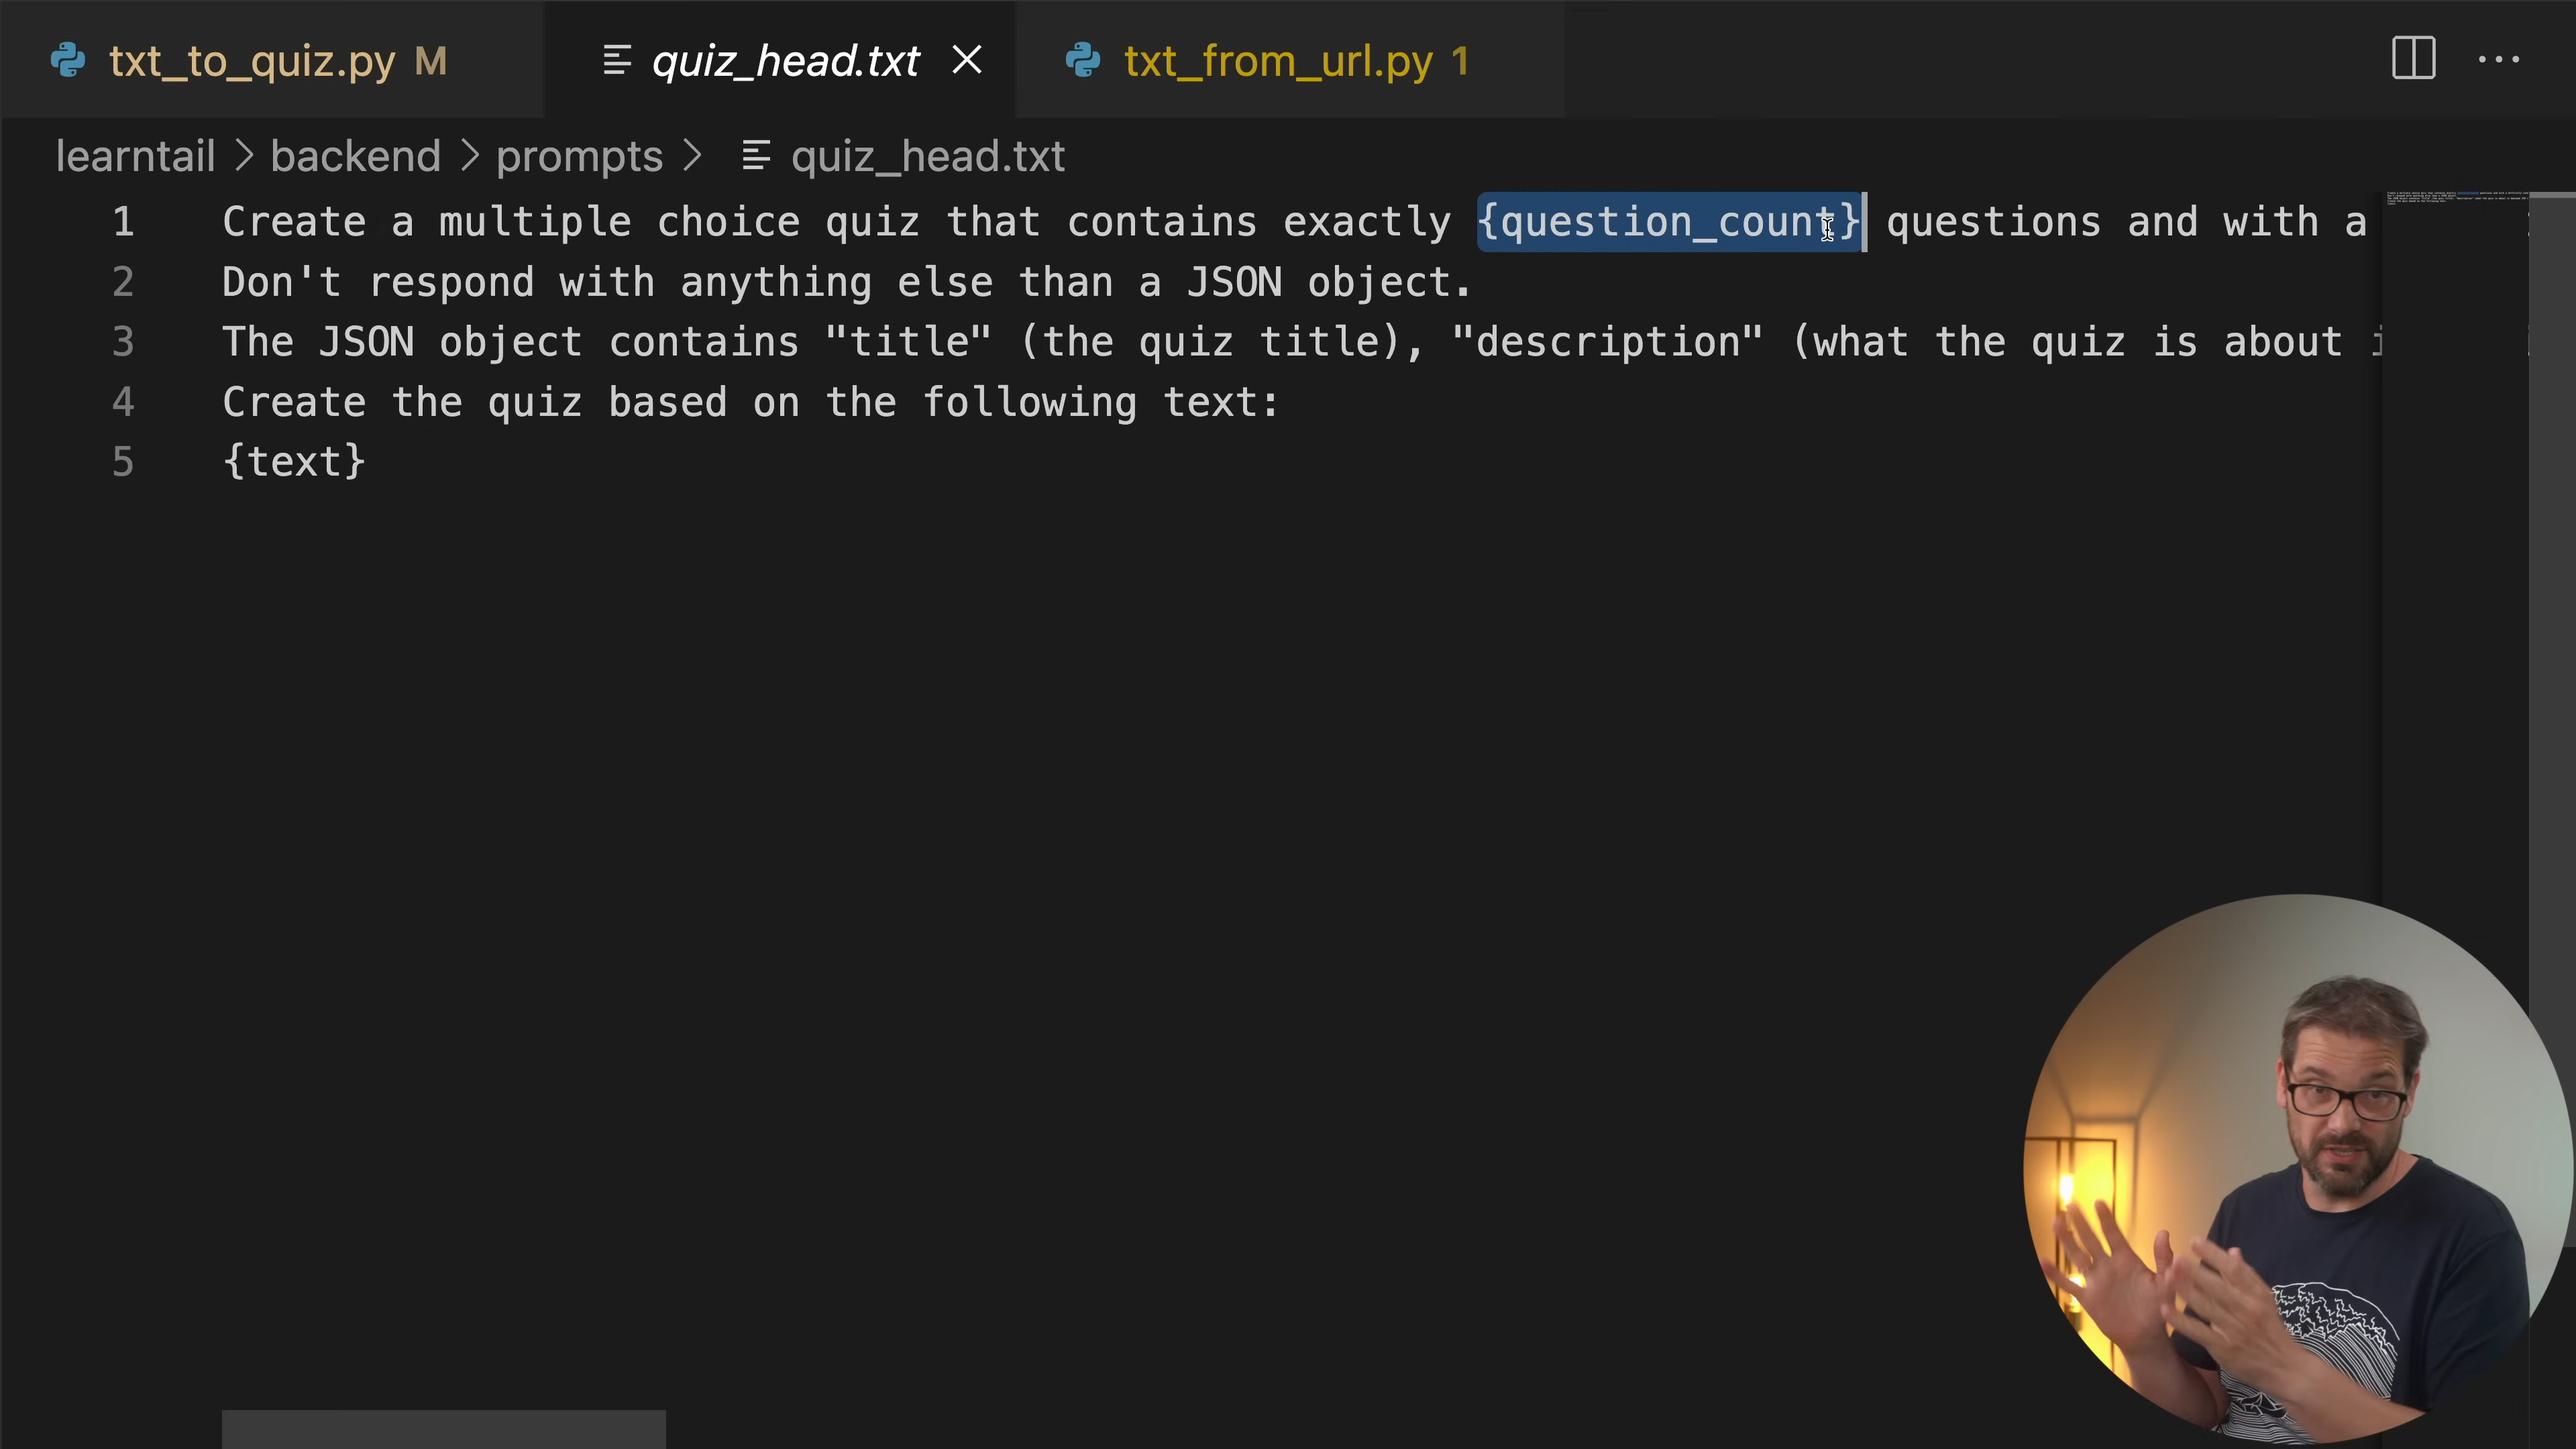 txt_to_quiz.py M
quiz_head.txt
txt_from_url.py 1
learntail > backend > prompts > quiz_head.txt
1 Create a multiple choice quiz that contains exactly {question_count} questions and with a
2 Don't respond with anything else than a JSON object.
3 The JSON object contains "title" (the quiz title), "description" (what the quiz is about i
4 Create the quiz based on the following text:
5 {text}